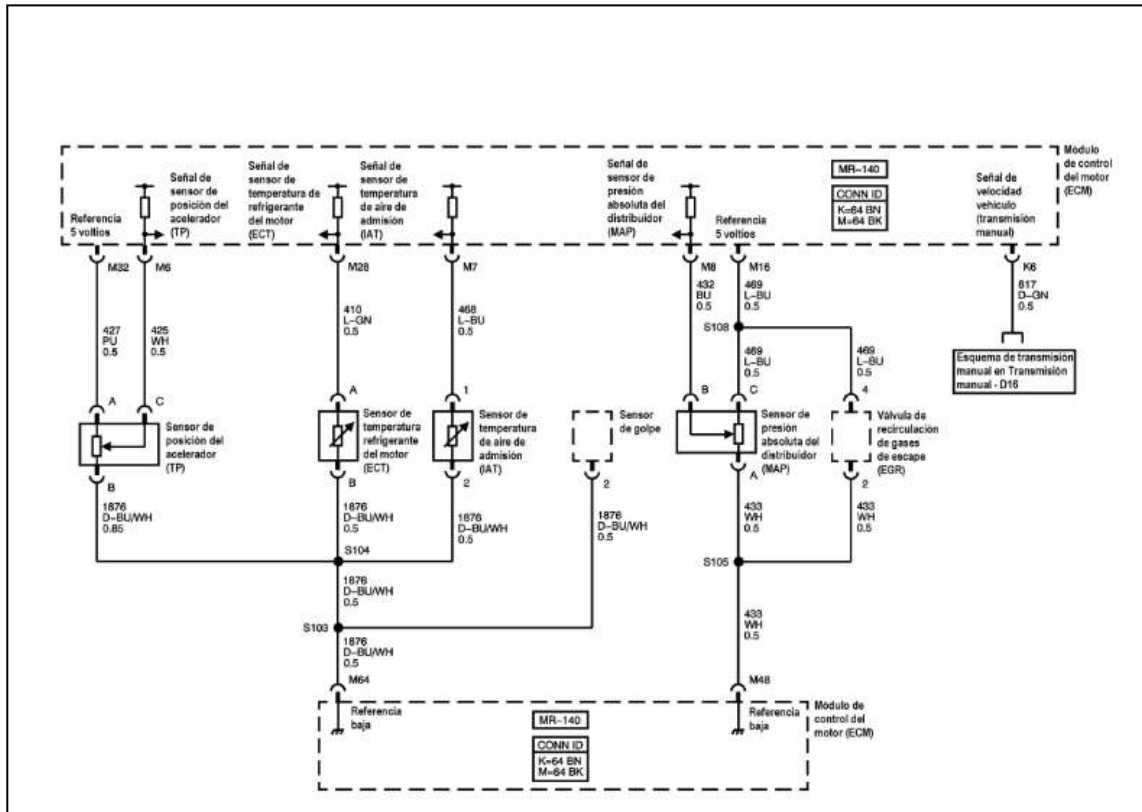 Módulo
de control
del motor
(ECM)
Señal de
sensor de
posición del
acelerador
(TP)
Señal de
sensor de
temperatura de
refrigerante
del motor
(ECT)
Señal de
sensor de
temperatura
de aire de
admisión
(IAT)
Señal de
sensor de
presión
absoluta del
distribuidor
(MAP)
MR-140
CONN ID
K=64 BN
M=64 BK
Señal de
velocidad
vehículo
(transmisión
manual)
Referencia
5 voltios
Referencia
5 voltios
M32
M6
M28
M7
M8
M16
K6
427
PU
0.5
425
WH
0.5
410
L-GN
0.5
468
L-BU
0.5
432
BU
0.5
469
L-BU
0.5
817
D-GN
0.5
S108
469
L-BU
0.5
469
L-BU
0.5
Esquema de transmisión
manual en Transmisión
manual - D16
A
C
A
1
B
C
4
Sensor de
posición del
acelerador
(TP)
Sensor de
temperatura
refrigerante
del motor
(ECT)
Sensor de
temperatura
de aire de
admisión
(IAT)
Sensor
de golpe
Sensor de
presión
absoluta del
distribuidor
(MAP)
Válvula de
recirculación
de gases
de escape
(EGR)
B
B
2
2
A
2
1876
D-BU/WH
0.85
1876
D-BU/WH
0.5
1876
D-BU/WH
0.5
1876
D-BU/WH
0.5
433
WH
0.5
433
WH
0.5
S104
S105
1876
D-BU/WH
0.5
S103
1876
D-BU/WH
0.5
433
WH
0.5
M64
M48
Referencia
baja
MR-140
CONN ID
K=64 BN
M=64 BK
Referencia
baja
Módulo de
control del
motor (ECM)